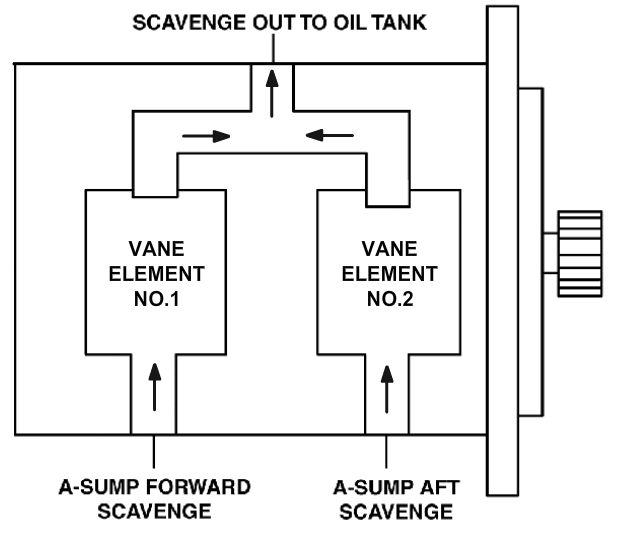 SCAVENGE OUT TO OIL TANK
VANE
ELEMENT
NO.1
VANE
ELEMENT
NO.2
A-SUMP FORWARD
SCAVENGE
A-SUMP AFT
SCAVENGE